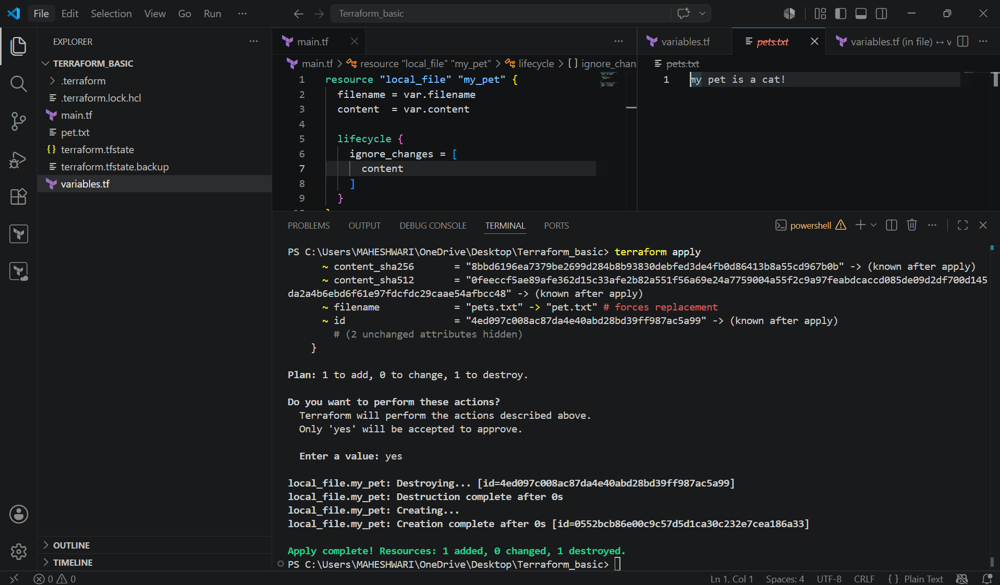 File Edit Selection View Go Run ···
Terraform_basic
EXPLORER
TERRAFORM_BASIC
.terraform
.terraform.lock.hcl
main.tf
pet.txt
{} terraform.tfstate
terraform.tfstate.backup
variables.tf
OUTLINE
TIMELINE
main.tf
main.tf > resource "local_file" "my_pet" > lifecycle > [ ] ignore_chan
1 resource "local_file" "my_pet" {
2 filename = var.filename
3 content = var.content
4
5 lifecycle {
6 ignore_changes = [
7 content
8 ]
9 }
variables.tf pets.txt variables.tf (in file) ↔ v
pets.txt
1 my pet is a cat!
PROBLEMS OUTPUT DEBUG CONSOLE TERMINAL PORTS
powershell
PS C:\Users\MAHESHWARI\OneDrive\Desktop\Terraform_basic> terraform apply
~ content_sha256 = "8bbd6196ea7379be2699d284b8b93830debfed3de4fb0d86413b8a55cd967b0b" -> (known after apply)
~ content_sha512 = "0feeccf5ae89afe362d15c33afe2b82a551f56a69e24a7759004a55f2c9a97feabdcaccd085de09d2df700d145
da2a4b6ebd6f61e97fdcfdc29caae54afbcc48" -> (known after apply)
~ filename = "pets.txt" -> "pet.txt" # forces replacement
~ id = "4ed097c008ac87da4e40abd28bd39ff987ac5a99" -> (known after apply)
# (2 unchanged attributes hidden)
}
Plan: 1 to add, 0 to change, 1 to destroy.
Do you want to perform these actions?
Terraform will perform the actions described above.
Only 'yes' will be accepted to approve.
Enter a value: yes
local_file.my_pet: Destroying... [id=4ed097c008ac87da4e40abd28bd39ff987ac5a99]
local_file.my_pet: Destruction complete after 0s
local_file.my_pet: Creating...
local_file.my_pet: Creation complete after 0s [id=0552bcb86e00c9c57d5d1ca30c232e7cea186a33]
Apply complete! Resources: 1 added, 0 changed, 1 destroyed.
PS C:\Users\MAHESHWARI\OneDrive\Desktop\Terraform_basic>
0 0
Ln 1, Col 1 Spaces: 4 UTF-8 CRLF { } Plain Text